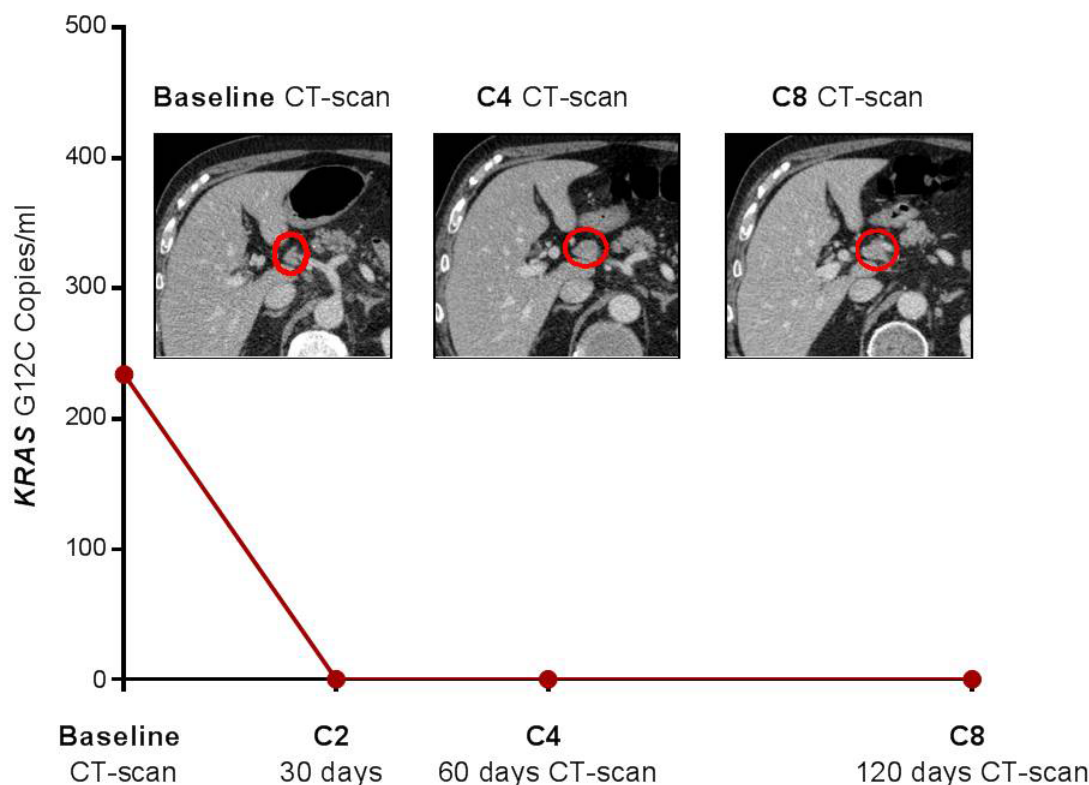 500
400
300
200
100
0
KRAS G12C Copies/ml
Baseline CT-scan
C4 CT-scan
C8 CT-scan
Baseline
CT-scan
C2
30 days
C4
60 days CT-scan
C8
120 days CT-scan